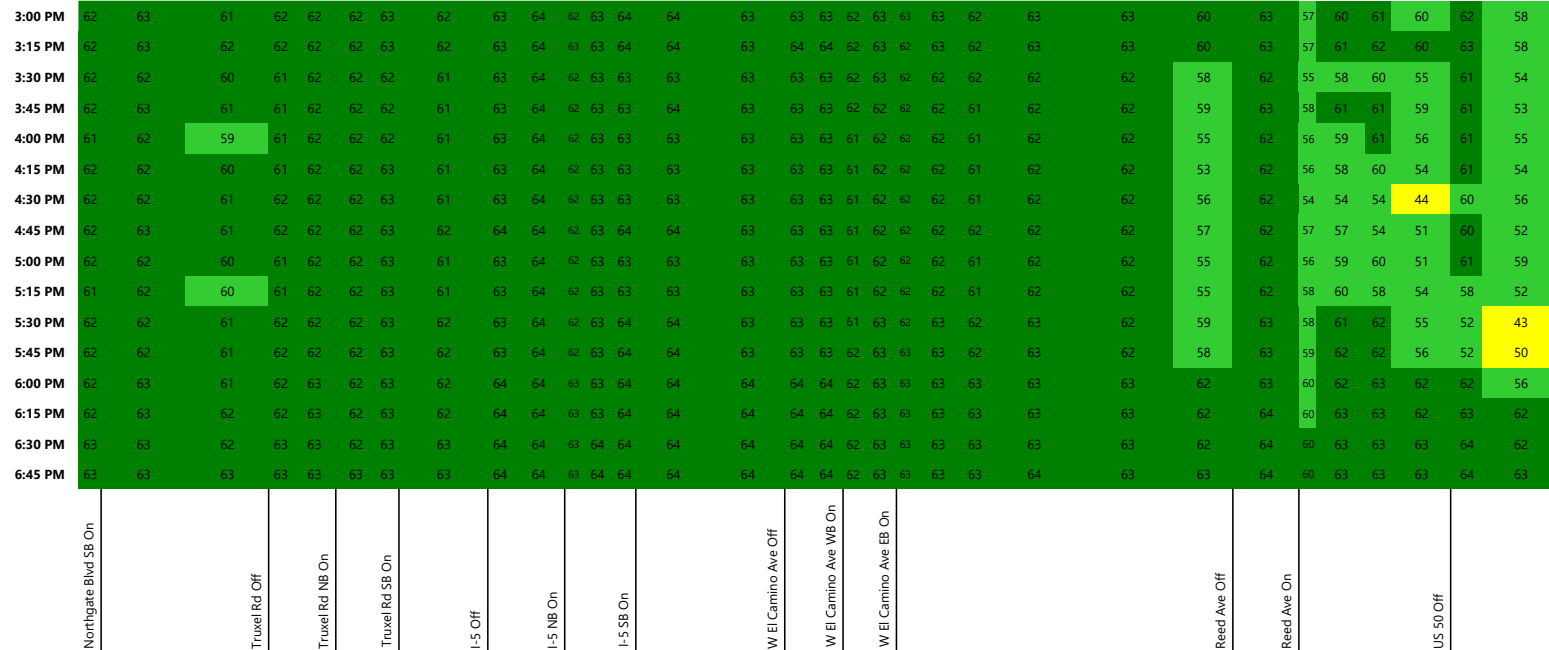 3:00 PM 62 63 61 62 62 62 63 62 63 64 62 63 64 64 63 63 63 62 63 63 63 62 63 63 60 63 57 60 61 60 62 58
3:15 PM 62 63 62 62 62 62 63 62 63 64 63 63 64 64 63 64 64 62 63 62 63 62 63 63 60 63 57 61 62 60 63 58
3:30 PM 62 62 60 61 62 62 62 61 63 64 62 63 63 63 63 63 63 62 63 62 62 62 62 62 58 62 55 58 60 55 61 54
3:45 PM 62 63 61 61 62 62 62 61 63 64 62 63 63 63 63 63 63 62 62 62 62 61 62 62 59 63 58 61 61 59 61 53
4:00 PM 61 62 59 61 62 62 62 61 63 64 62 63 63 63 63 63 63 61 62 62 62 61 62 62 55 62 56 59 61 56 61 55
4:15 PM 62 62 60 61 62 62 63 61 63 64 62 63 63 63 63 63 63 61 62 62 62 61 62 62 53 62 56 58 60 54 61 54
4:30 PM 62 62 61 62 62 62 63 61 63 64 62 63 63 63 63 63 63 61 62 62 62 61 62 62 56 62 54 54 54 44 60 56
4:45 PM 62 63 61 62 62 62 63 62 64 64 62 63 64 64 63 63 63 61 62 62 62 62 62 62 57 62 57 57 54 51 60 52
5:00 PM 62 62 60 61 62 62 63 61 63 64 62 63 63 63 63 63 63 61 62 62 62 61 62 62 55 62 56 59 60 51 61 59
5:15 PM 61 62 60 61 62 62 63 61 63 64 62 63 63 63 63 63 63 61 62 62 62 61 62 62 55 62 58 60 58 54 58 52
5:30 PM 62 62 61 62 62 62 63 62 63 64 62 63 64 64 63 63 63 61 63 62 63 62 63 62 59 63 58 61 62 55 52 43
5:45 PM 62 62 61 62 62 62 63 62 63 64 62 63 64 64 63 63 63 62 63 63 63 62 63 62 58 63 59 62 62 56 52 50
6:00 PM 62 63 61 62 63 62 63 62 64 64 63 63 64 64 64 64 64 62 63 63 63 63 63 63 62 63 60 62 63 62 62 56
6:15 PM 62 63 62 62 63 62 63 62 64 64 63 63 64 64 64 64 64 62 63 63 63 63 63 63 62 64 60 63 63 62 63 62
6:30 PM 63 63 62 63 63 62 63 63 64 64 63 64 64 64 64 64 64 62 63 63 63 63 63 63 62 64 60 63 63 63 64 62
6:45 PM 63 63 63 63 63 63 63 63 64 64 63 64 64 64 64 64 64 62 63 63 63 63 64 63 63 64 60 63 63 63 64 63
Northgate Blvd SB On
Truxel Rd Off
Truxel Rd NB On
Truxel Rd SB On
I-5 Off
I-5 NB On
I-5 SB On
W El Camino Ave Off
W El Camino Ave WB On
W El Camino Ave EB On
Reed Ave Off
Reed Ave On
US 50 Off